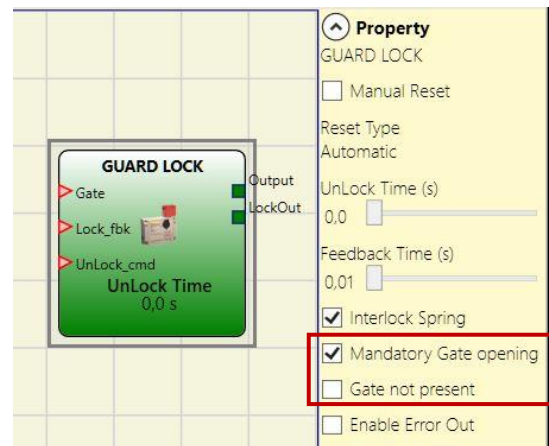 GUARD LOCK
Gate
Lock_fbk
UnLock_cmd
Output
LockOut
UnLock Time
0,0 s
Property
GUARD LOCK
Manual Reset
Reset Type
Automatic
UnLock Time (s)
0,0
Feedback Time (s)
0,01
Interlock Spring
Mandatory Gate opening
Gate not present
Enable Error Out